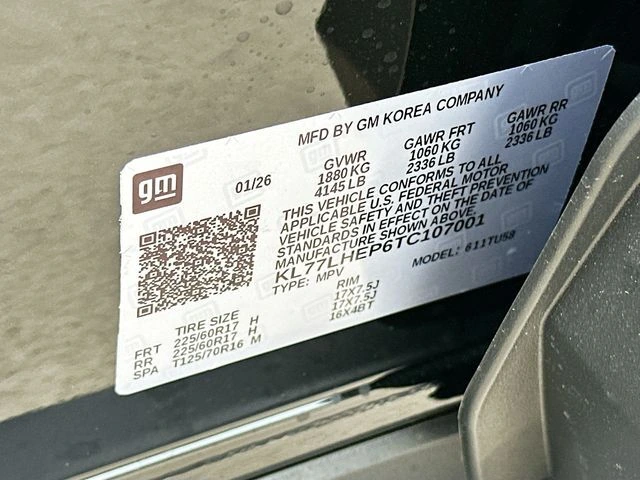 MFD BY GM KOREA COMPANY
gm
01/26
GVWR GAWR FRT GAWR RR
1880 KG 1060 KG 1060 KG
4145 LB 2336 LB 2336 LB
THIS VEHICLE CONFORMS TO ALL
APPLICABLE U.S. FEDERAL MOTOR
VEHICLE SAFETY AND THEFT PREVENTION
STANDARDS IN EFFECT ON THE DATE OF
MANUFACTURE SHOWN ABOVE.
KL77LHEP6TC107001
TYPE: MPV MODEL: 611TU58
TIRE SIZE RIM
FRT 225/60R17 H 17X7.5J
RR 225/60R17 H 17X7.5J
SPA T125/70R16 M 16X4BT